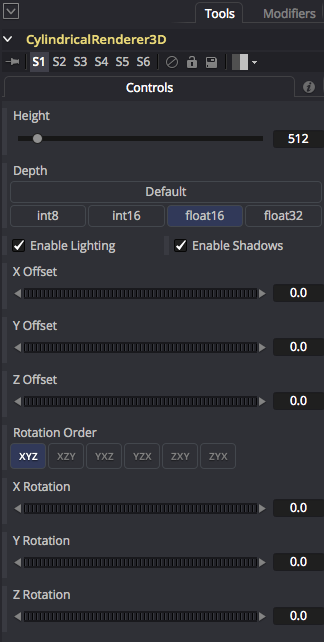 Tools Modifiers
CylindricalRenderer3D
S1 S2 S3 S4 S5 S6
Controls
Height
512
Depth
Default
int8 int16 float16 float32
Enable Lighting Enable Shadows
X Offset
0.0
Y Offset
0.0
Z Offset
0.0
Rotation Order
XYZ XZY YXZ YZX ZXY ZYX
X Rotation
0.0
Y Rotation
0.0
Z Rotation
0.0